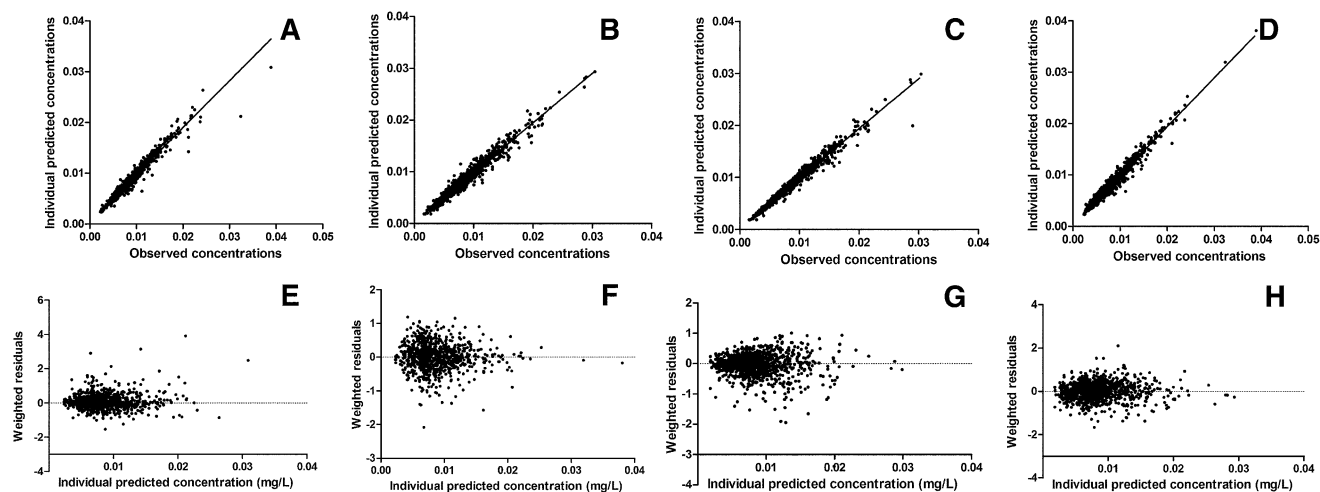 A
B
C
D
0.04
0.03
0.02
0.01
0.00
Individual predicted concentrations
0.00 0.01 0.02 0.03 0.04 0.05
Observed concentrations
0.04
0.03
0.02
0.01
0.00
Individual predicted concentrations
0.00 0.01 0.02 0.03 0.04
Observed concentrations
0.04
0.03
0.02
0.01
0.00
Individual predicted concentrations
0.00 0.01 0.02 0.03 0.04
Observed concentrations
0.04
0.03
0.02
0.01
0.00
Individual predicted concentrations
0.00 0.01 0.02 0.03 0.04 0.05
Observed concentrations
E
F
G
H
6
4
2
0
-2
-4
Weighted residuals
0.01 0.02 0.03 0.04
Individual predicted concentration (mg/L)
2
1
0
-1
-2
-3
Weighted residuals
0.00 0.01 0.02 0.03 0.04
Individual predicted concentration (mg/L)
2
1
0
-1
-2
-3
-4
Weighted residuals
0.01 0.02 0.03 0.04
Individual predicted concentration (mg/L)
4
2
0
-2
-4
Weighted residuals
0.01 0.02 0.03 0.04
Individual predicted concentration (mg/L)